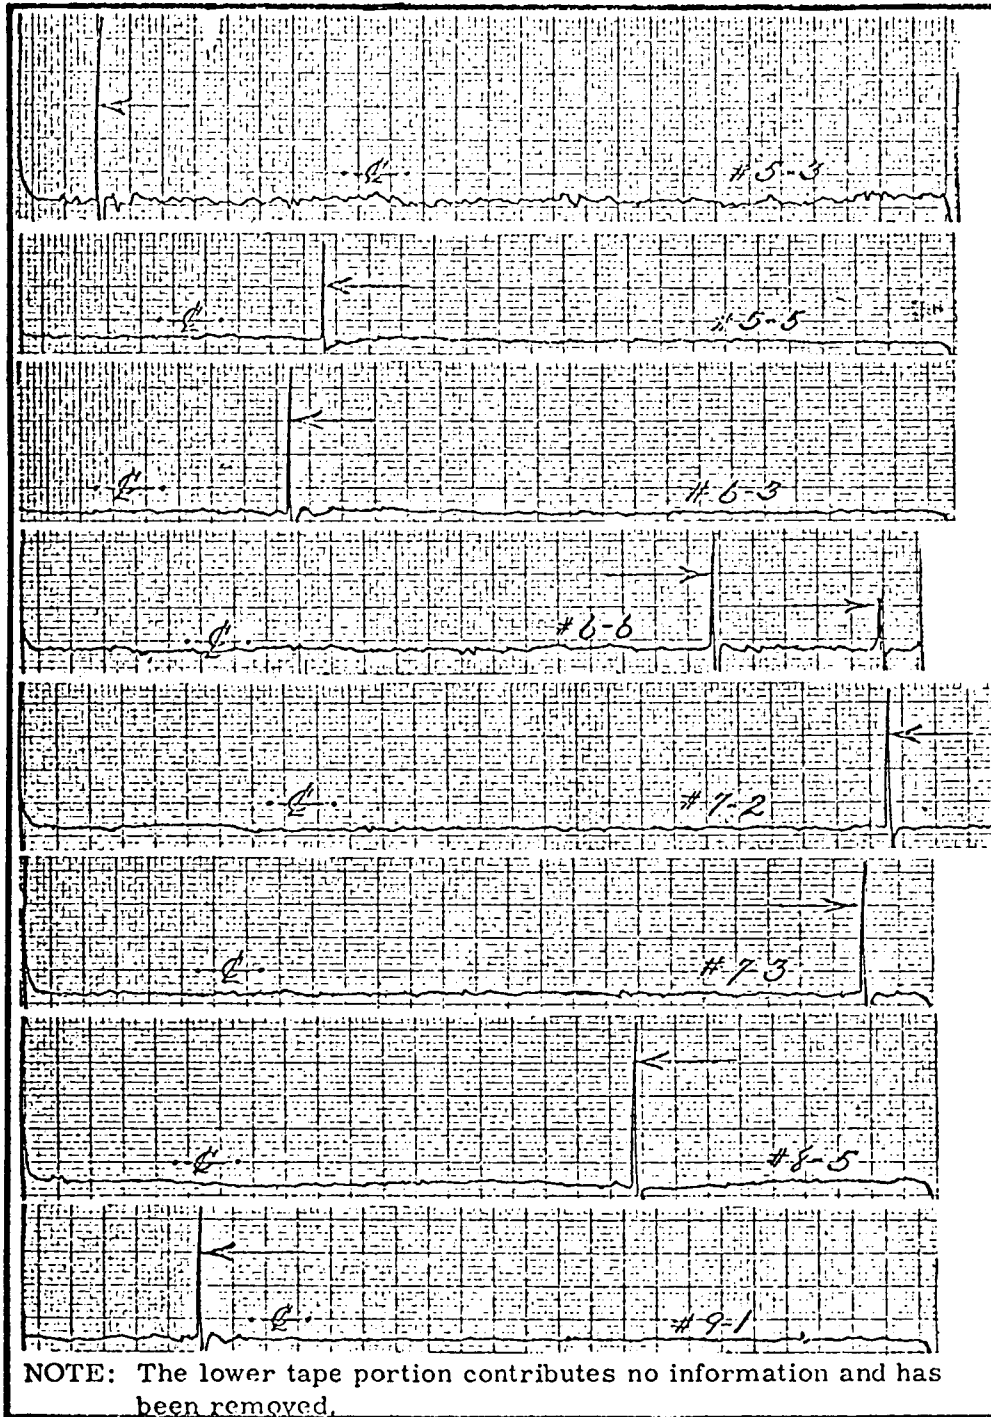 ℄ #5-3
℄ #5-5
℄ #6-3
℄ #6-6
℄ #7-2
℄ #7 3
℄ #8-5
℄ #9-1
NOTE: The lower tape portion contributes no information and has
been removed.